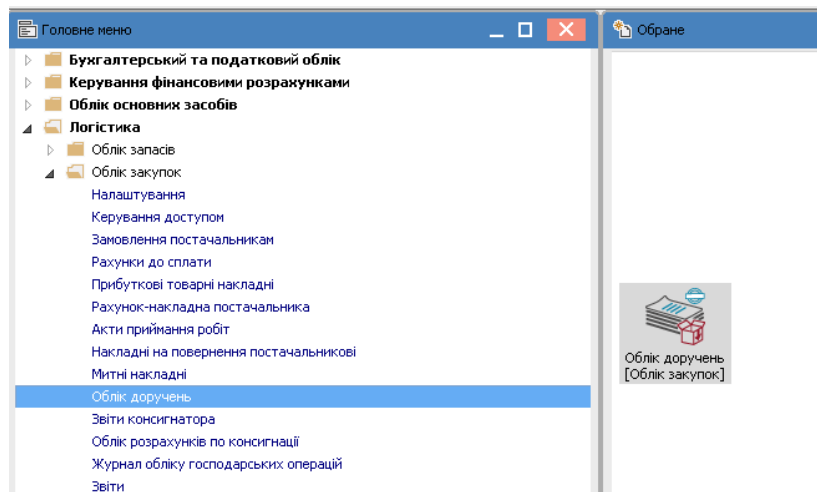 Головне меню
Бухгалтерський та податковий облік
Керування фінансовими розрахунками
Облік основних засобів
Логістика
Облік запасів
Облік закупок
Налаштування
Керування доступом
Замовлення постачальникам
Рахунки до сплати
Прибуткові товарні накладні
Рахунок-накладна постачальника
Акти приймання робіт
Накладні на повернення постачальникові
Митні накладні
Облік доручень
Звіти консигнатора
Облік розрахунків по консигнації
Журнал обліку господарських операцій
Звіти
Обране
Облік доручень
[Облік закупок]